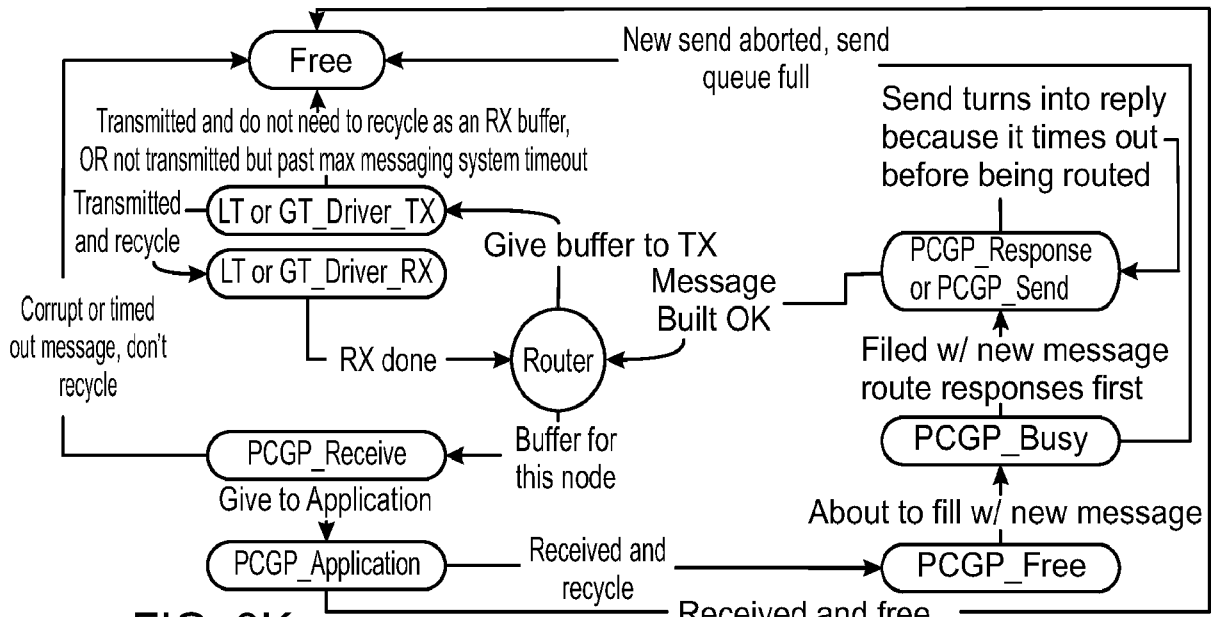 Free
New send aborted, send
queue full
Send turns into reply
because it times out
before being routed
Transmitted and do not need to recycle as an RX buffer,
OR not transmitted but past max messaging system timeout
Transmitted
and recycle
LT or GT_Driver_TX
LT or GT_Driver_RX
Give buffer to TX
Message
Built OK
PCGP_Response
or PCGP_Send
Corrupt or timed
out message, don't
recycle
RX done
Router
Filed w/ new message
route responses first
PCGP_Receive
Buffer for
this node
PCGP_Busy
Give to Application
About to fill w/ new message
PCGP_Application
Received and
recycle
PCGP_Free
Received and free